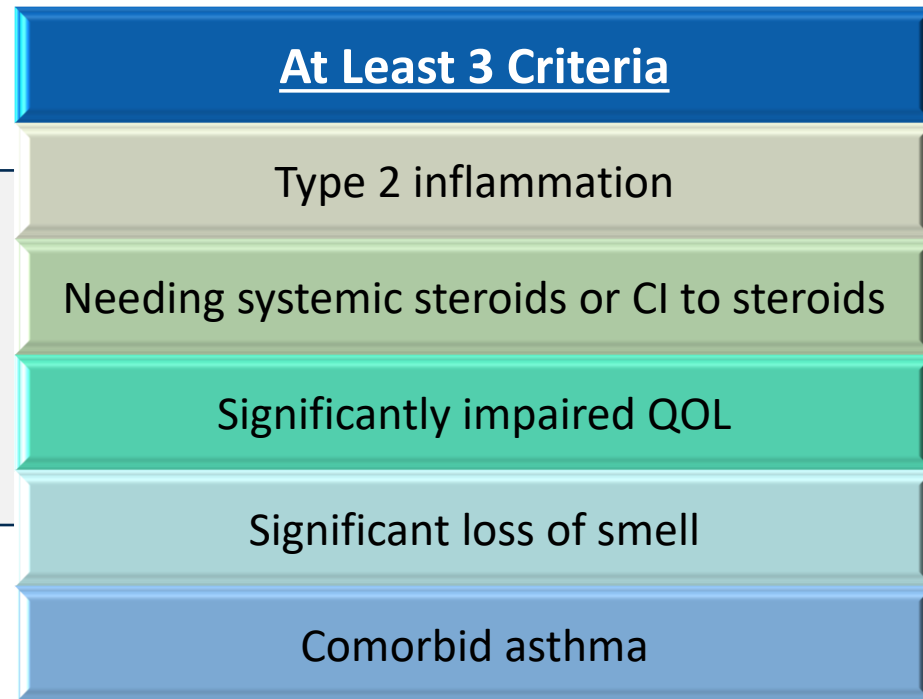 At Least 3 Criteria
Type 2 inflammation
Needing systemic steroids or CI to steroids
Significantly impaired QOL
Significant loss of smell
Comorbid asthma